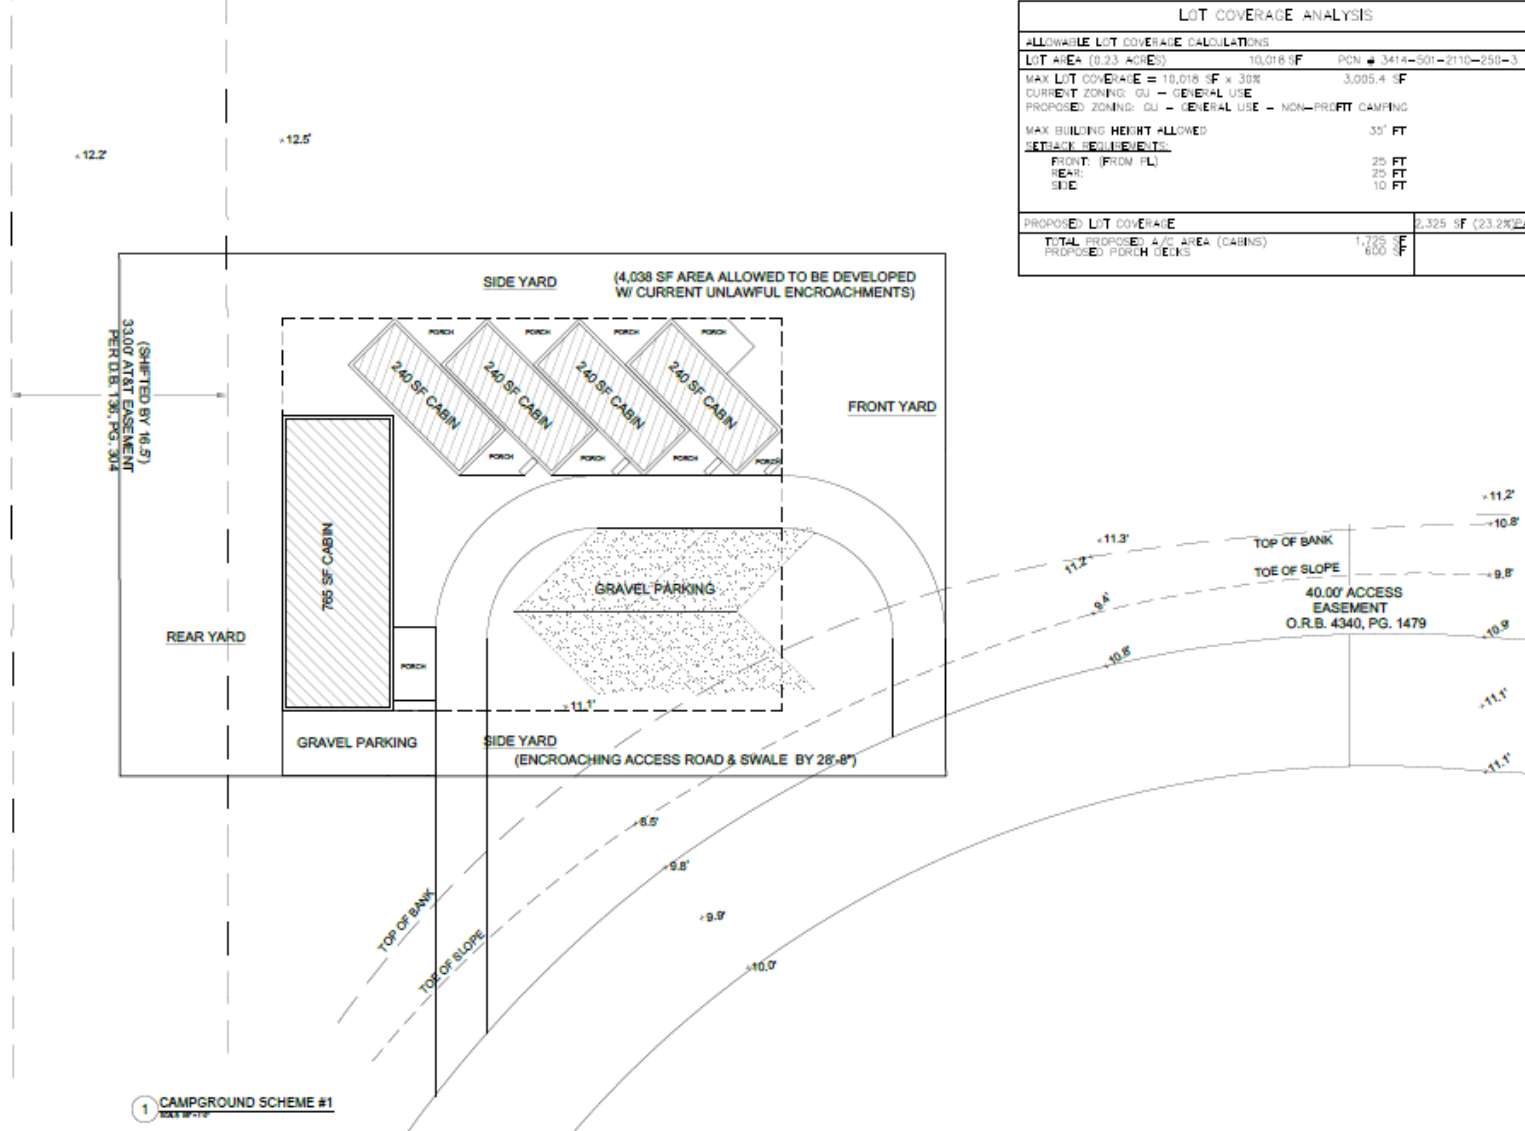 LOT COVERAGE ANALYSIS
ALLOWABLE LOT COVERAGE CALCULATIONS
LOT AREA (0.23 ACRES) 10,018 SF PCN # 3414-501-2110-250-3
MAX LOT COVERAGE = 10,018 SF x 30% 3,005.4 SF
CURRENT ZONING: GU - GENERAL USE
PROPOSED ZONING: GU - GENERAL USE - NON-PROFIT CAMPING
MAX BUILDING HEIGHT ALLOWED 35' FT
SETBACK REQUIREMENTS:
FRONT: (FROM PL) 25 FT
REAR: 25 FT
SIDE 10 FT
PROPOSED LOT COVERAGE 2,325 SF (23.2%)
TOTAL PROPOSED A/C AREA (CABINS) 1,725 SF
PROPOSED PORCH DECKS 600 SF
12.2'
12.5'
SIDE YARD
(4,038 SF AREA ALLOWED TO BE DEVELOPED
W/ CURRENT UNLAWFUL ENCROACHMENTS)
(SHIFTED BY 16.5')
33.00' AT&T EASEMENT
PER D.B. 136, PG. 304
PORCH
PORCH
PORCH
PORCH
240 SF CABIN
240 SF CABIN
240 SF CABIN
240 SF CABIN
FRONT YARD
PORCH
PORCH
PORCH
PORCH
765 SF CABIN
GRAVEL PARKING
REAR YARD
PORCH
11.1'
GRAVEL PARKING
SIDE YARD
(ENCROACHING ACCESS ROAD & SWALE BY 28'-8")
11.2'
10.8'
11.3'
TOP OF BANK
11.2'
TOE OF SLOPE
9.8'
9.4'
40.00' ACCESS
EASEMENT
O.R.B. 4340, PG. 1479
10.9'
10.8'
11.1'
11.1'
8.5'
9.8'
9.9'
10.0'
TOP OF BANK
TOE OF SLOPE
1 CAMPGROUND SCHEME #1